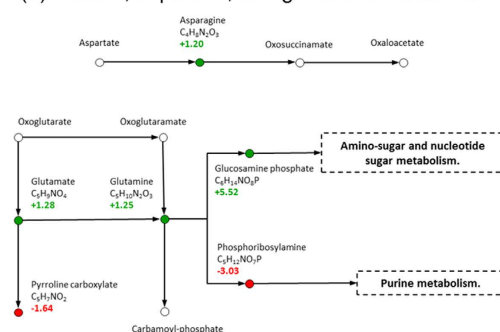 Asparagine
C₄H₈N₂O₃
+1.20
Aspartate
Oxosuccinamate
Oxaloacetate
Oxoglutarate
Oxoglutaramate
Amino-sugar and nucleotide
sugar metabolism.
Glutamate
C₅H₉NO₄
+1.28
Glutamine
C₅H₁₀N₂O₃
+1.25
Glucosamine phosphate
C₆H₁₄NO₈P
+5.52
Phosphoribosylamine
C₅H₁₂NO₇P
-3.03
Purine metabolism.
Pyrroline carboxylate
C₅H₇NO₂
-1.64
Carbamoyl-phosphate